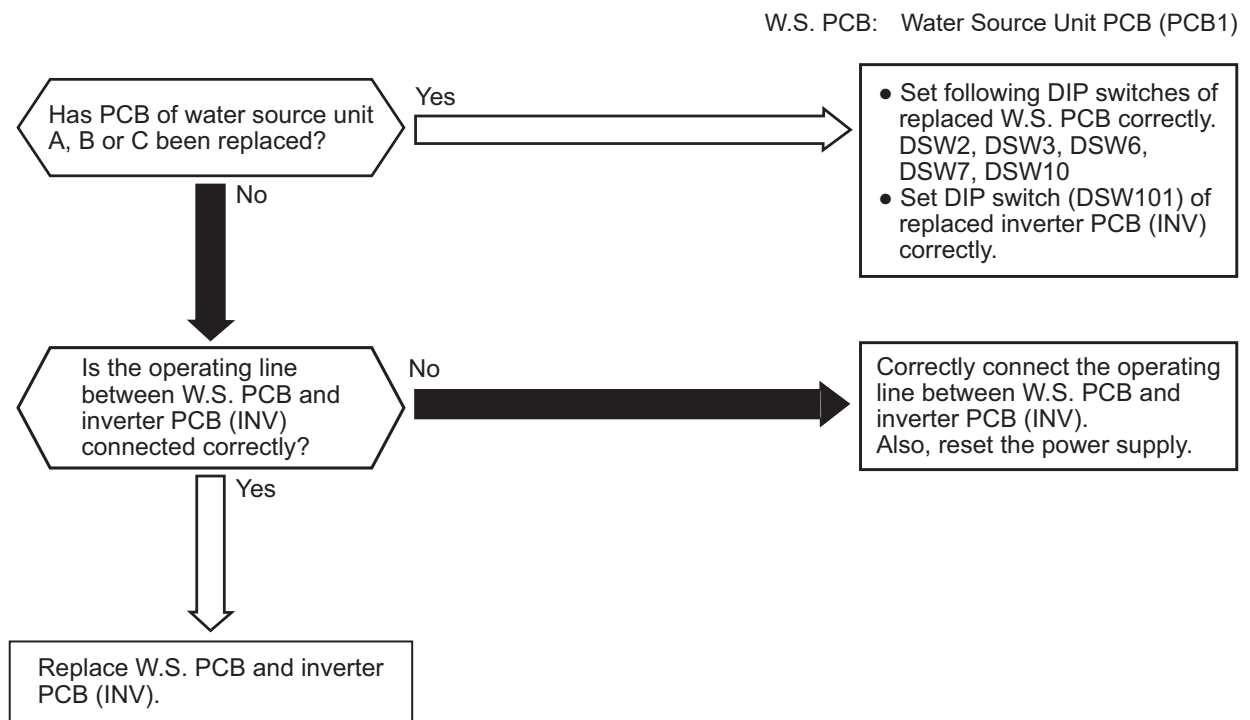 W.S. PCB: Water Source Unit PCB (PCB1)
Has PCB of water source unit
A, B or C been replaced?
Yes
● Set following DIP switches of
replaced W.S. PCB correctly.
DSW2, DSW3, DSW6,
DSW7, DSW10
● Set DIP switch (DSW101) of
replaced inverter PCB (INV)
correctly.
No
Is the operating line
between W.S. PCB and
inverter PCB (INV)
connected correctly?
No
Correctly connect the operating
line between W.S. PCB and
inverter PCB (INV).
Also, reset the power supply.
Yes
Replace W.S. PCB and inverter
PCB (INV).